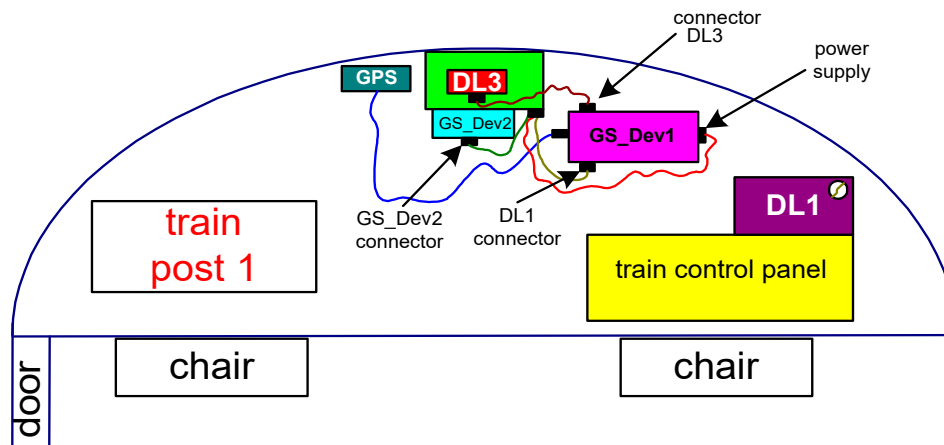 connector
DL3
power
supply
GPS
DL3
GS_Dev2
GS_Dev1
DL1
GS_Dev2
connector
DL1
connector
train
post 1
train control panel
chair
chair
door